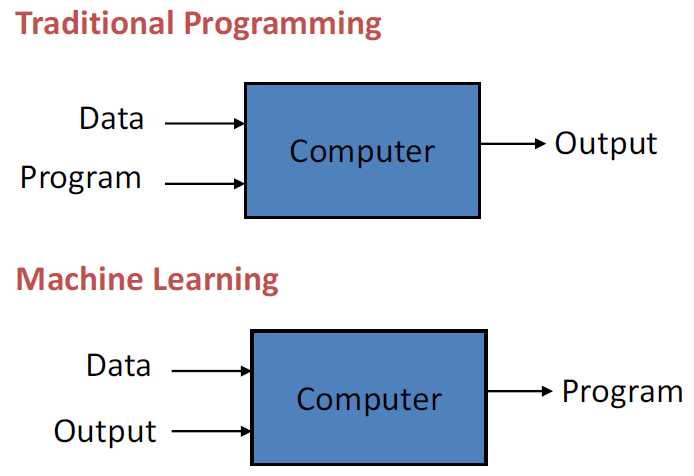 Traditional Programming
Data
Program
Computer
Output
Machine Learning
Data
Output
Computer
Program